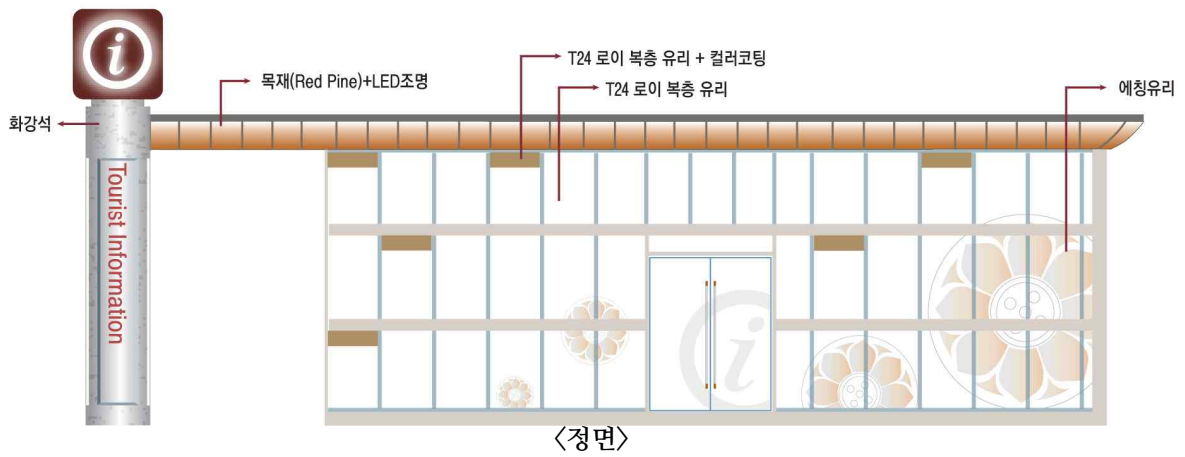 i
T24 로이 복층 유리 + 컬러코팅
목재(Red Pine)+LED조명
T24 로이 복층 유리
에칭유리
화강석
Tourist Information
i
<정면>